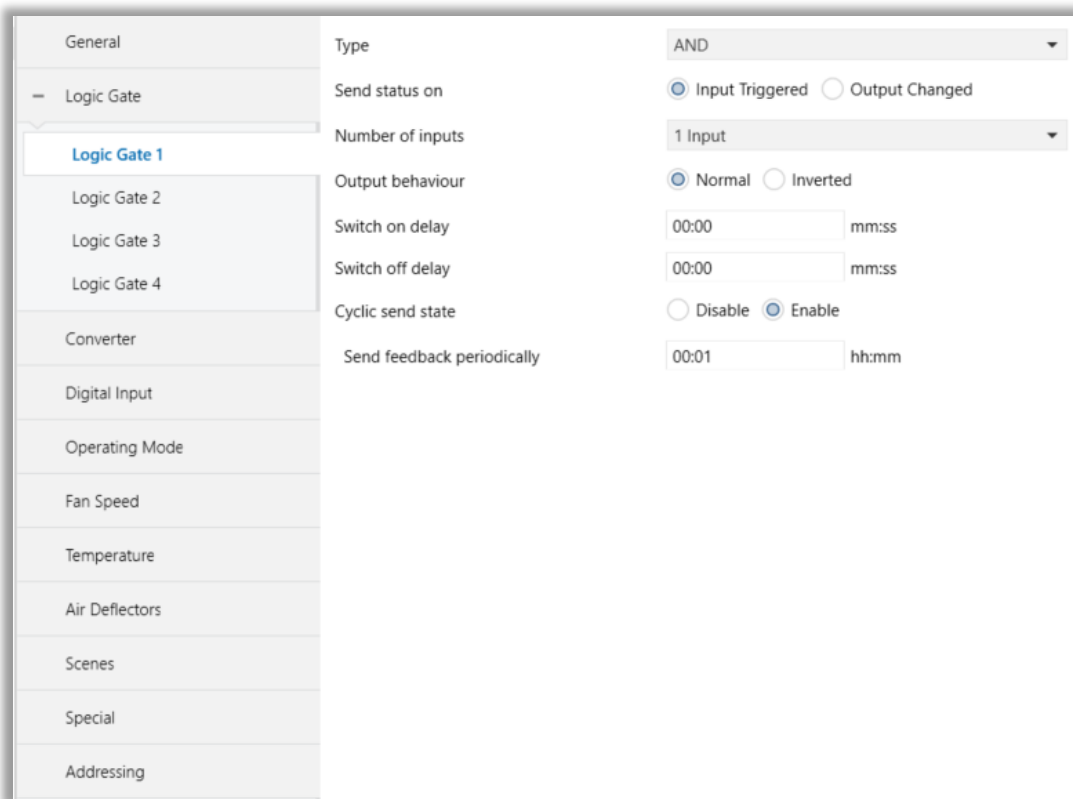 General
Logic Gate
Logic Gate 1
Logic Gate 2
Logic Gate 3
Logic Gate 4
Converter
Digital Input
Operating Mode
Fan Speed
Temperature
Air Deflectors
Scenes
Special
Addressing
Type AND
Send status on Input Triggered Output Changed
Number of inputs 1 Input
Output behaviour Normal Inverted
Switch on delay 00:00 mm:ss
Switch off delay 00:00 mm:ss
Cyclic send state Disable Enable
Send feedback periodically 00:01 hh:mm